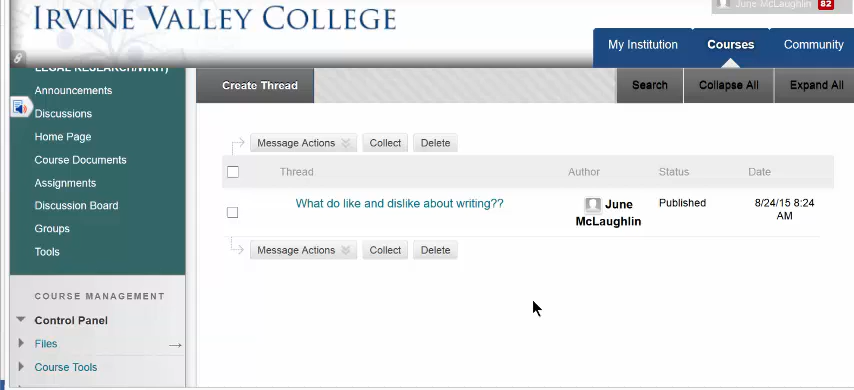 IRVINE VALLEY COLLEGE
June McLaughlin 82
My Institution
Courses
Community
LEGAL RESEARCH/WRIT)
Announcements
Discussions
Home Page
Course Documents
Assignments
Discussion Board
Groups
Tools
COURSE MANAGEMENT
Control Panel
Files
Course Tools
Create Thread
Search
Collapse All
Expand All
Message Actions
Collect
Delete
Thread
Author
Status
Date
What do like and dislike about writing??
June
McLaughlin
Published
8/24/15 8:24
AM
Message Actions
Collect
Delete